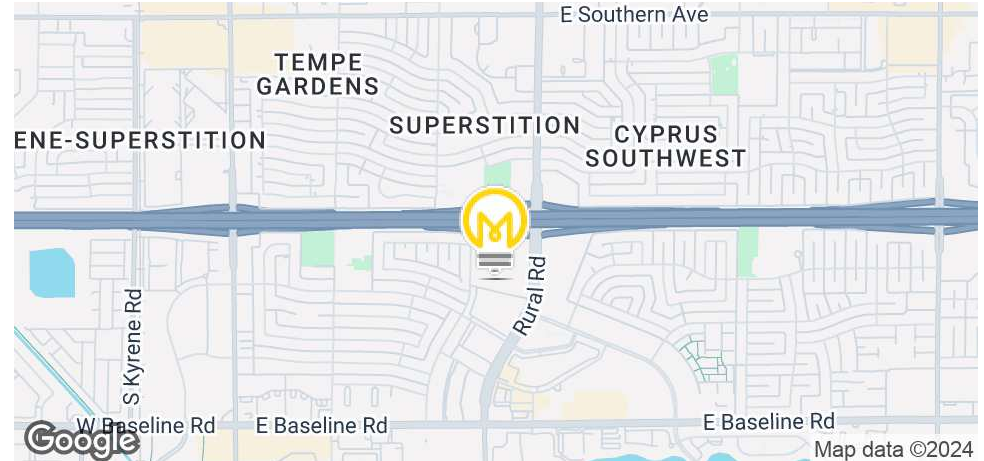 E Southern Ave
TEMPE
GARDENS
SUPERSTITION
ENE-SUPERSTITION
CYPRUS
SOUTHWEST
Rural Rd
S Kyrene Rd
W Baseline Rd
E Baseline Rd
E Baseline Rd
Google
Map data ©2024